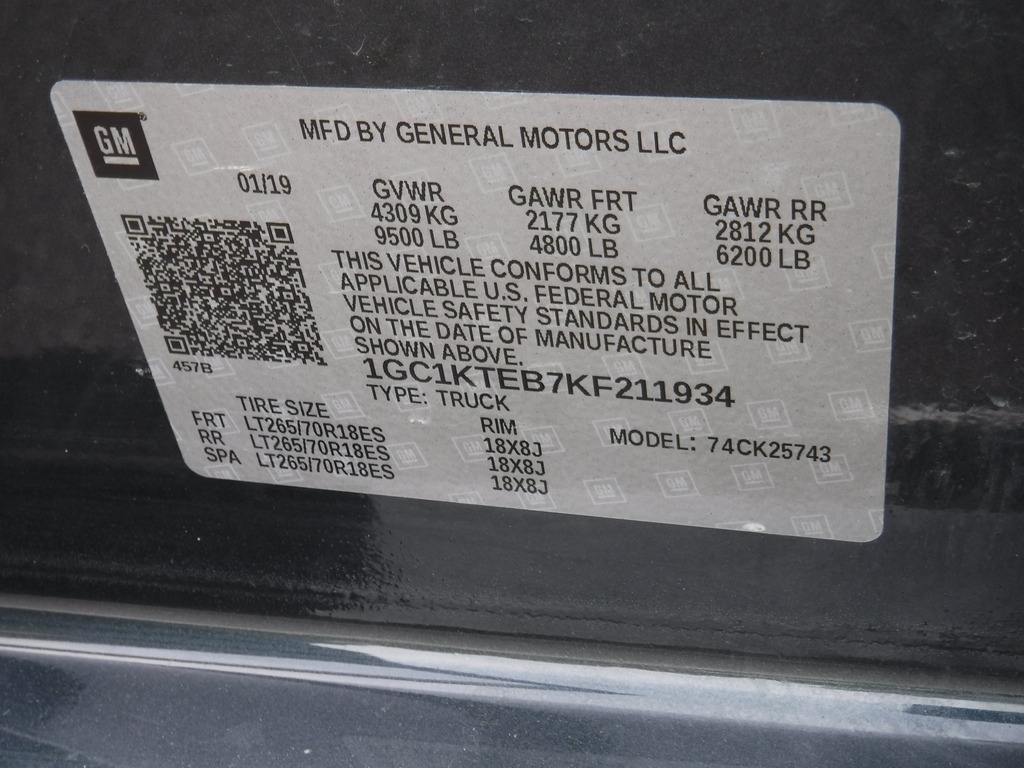 GM
MFD BY GENERAL MOTORS LLC
01/19
GVWR GAWR FRT GAWR RR
4309 KG 2177 KG 2812 KG
9500 LB 4800 LB 6200 LB
THIS VEHICLE CONFORMS TO ALL
APPLICABLE U.S. FEDERAL MOTOR
VEHICLE SAFETY STANDARDS IN EFFECT
ON THE DATE OF MANUFACTURE
SHOWN ABOVE.
457B
1GC1KTEB7KF211934
TYPE: TRUCK
TIRE SIZE RIM MODEL: 74CK25743
FRT LT265/70R18ES 18X8J
RR LT265/70R18ES 18X8J
SPA LT265/70R18ES 18X8J